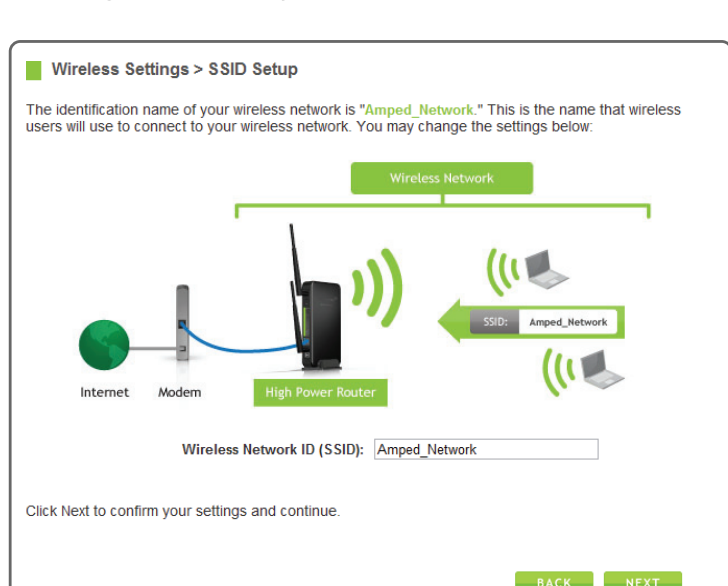 Wireless Settings > SSID Setup
The identification name of your wireless network is "Amped_Network." This is the name that wireless
users will use to connect to your wireless network. You may change the settings below:
Wireless Network
SSID: Amped_Network
Internet Modem High Power Router
Wireless Network ID (SSID): Amped_Network
Click Next to confirm your settings and continue.
BACK NEXT